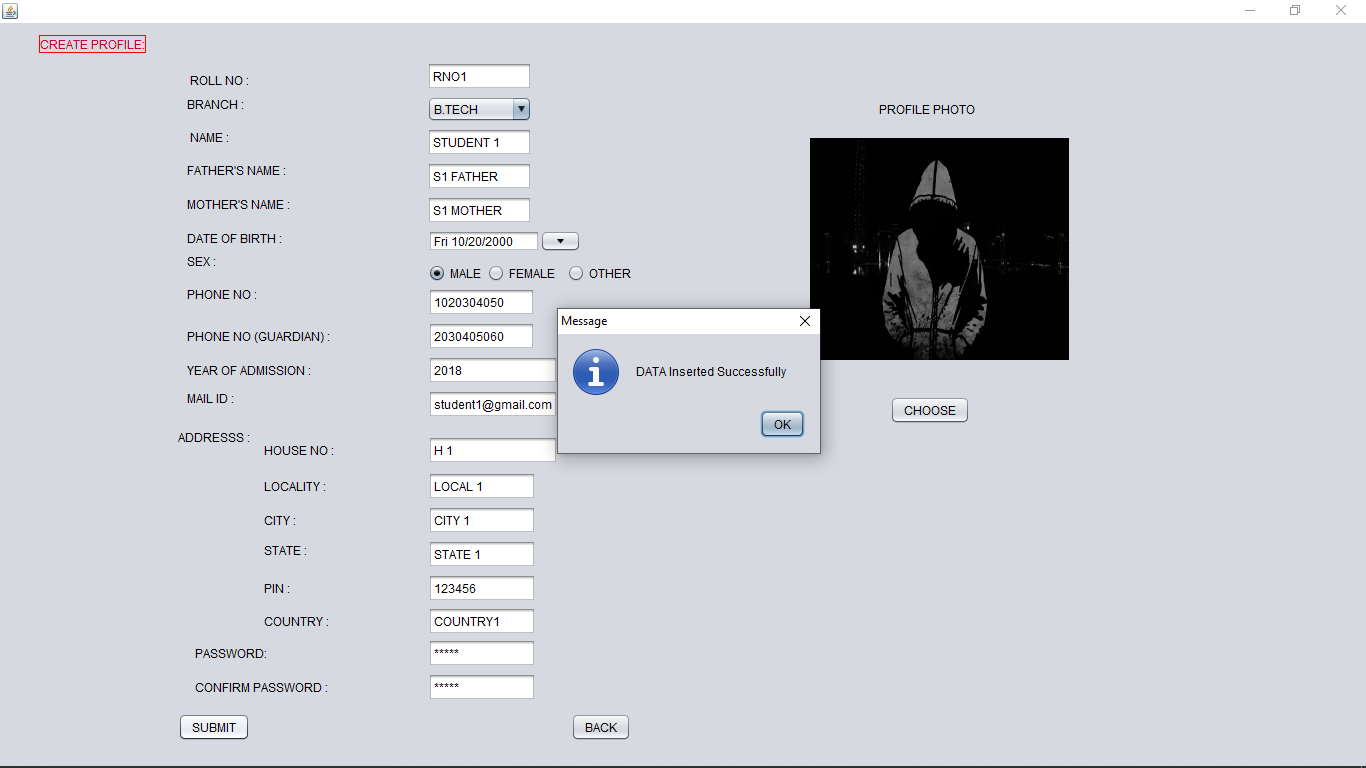 CREATE PROFILE:
ROLL NO : RNO1
BRANCH : B.TECH
NAME : STUDENT 1
FATHER'S NAME : S1 FATHER
MOTHER'S NAME : S1 MOTHER
DATE OF BIRTH : Fri 10/20/2000
SEX : MALE FEMALE OTHER
PHONE NO : 1020304050
PHONE NO (GUARDIAN) : 2030405060
YEAR OF ADMISSION : 2018
MAIL ID : student1@gmail.com
ADDRESSS :
HOUSE NO : H 1
LOCALITY : LOCAL 1
CITY : CITY 1
STATE : STATE 1
PIN : 123456
COUNTRY : COUNTRY1
PASSWORD: *****
CONFIRM PASSWORD : *****
SUBMIT BACK
PROFILE PHOTO
CHOOSE
Message
DATA Inserted Successfully
OK